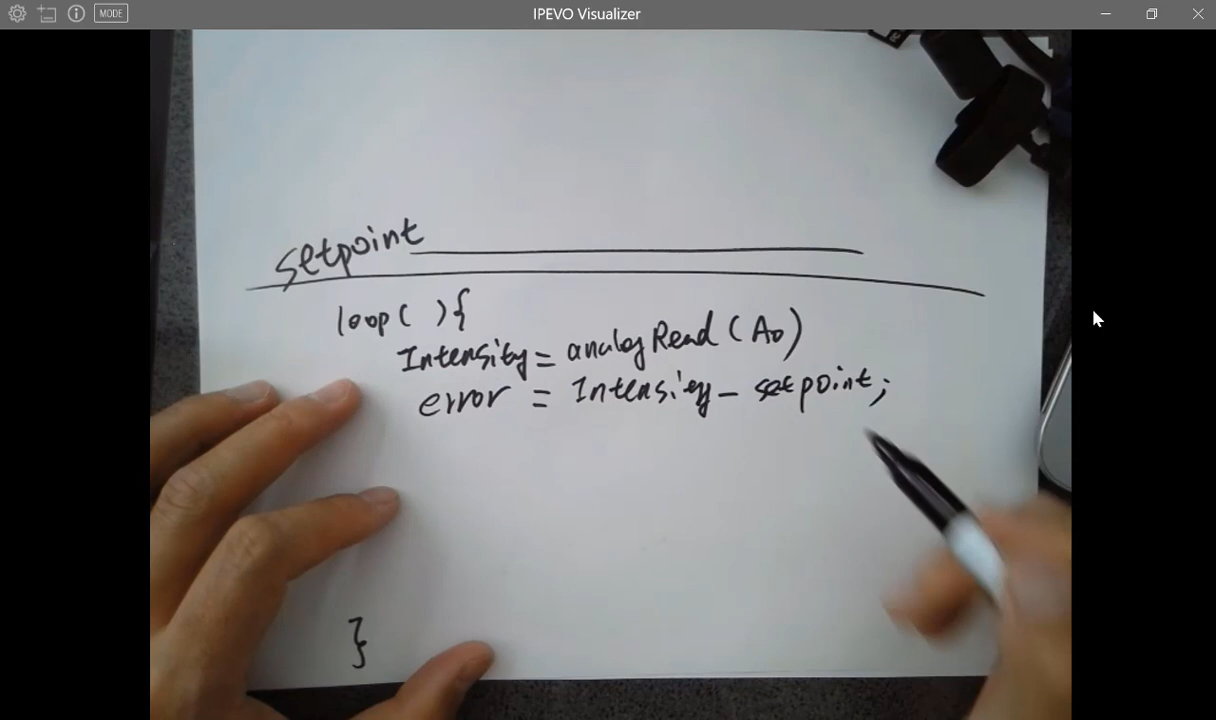 MODE
IPEVO Visualizer
setpoint
loop( ){
Intensity = analogRead(A0)
error = Intensity - setpoint;
}